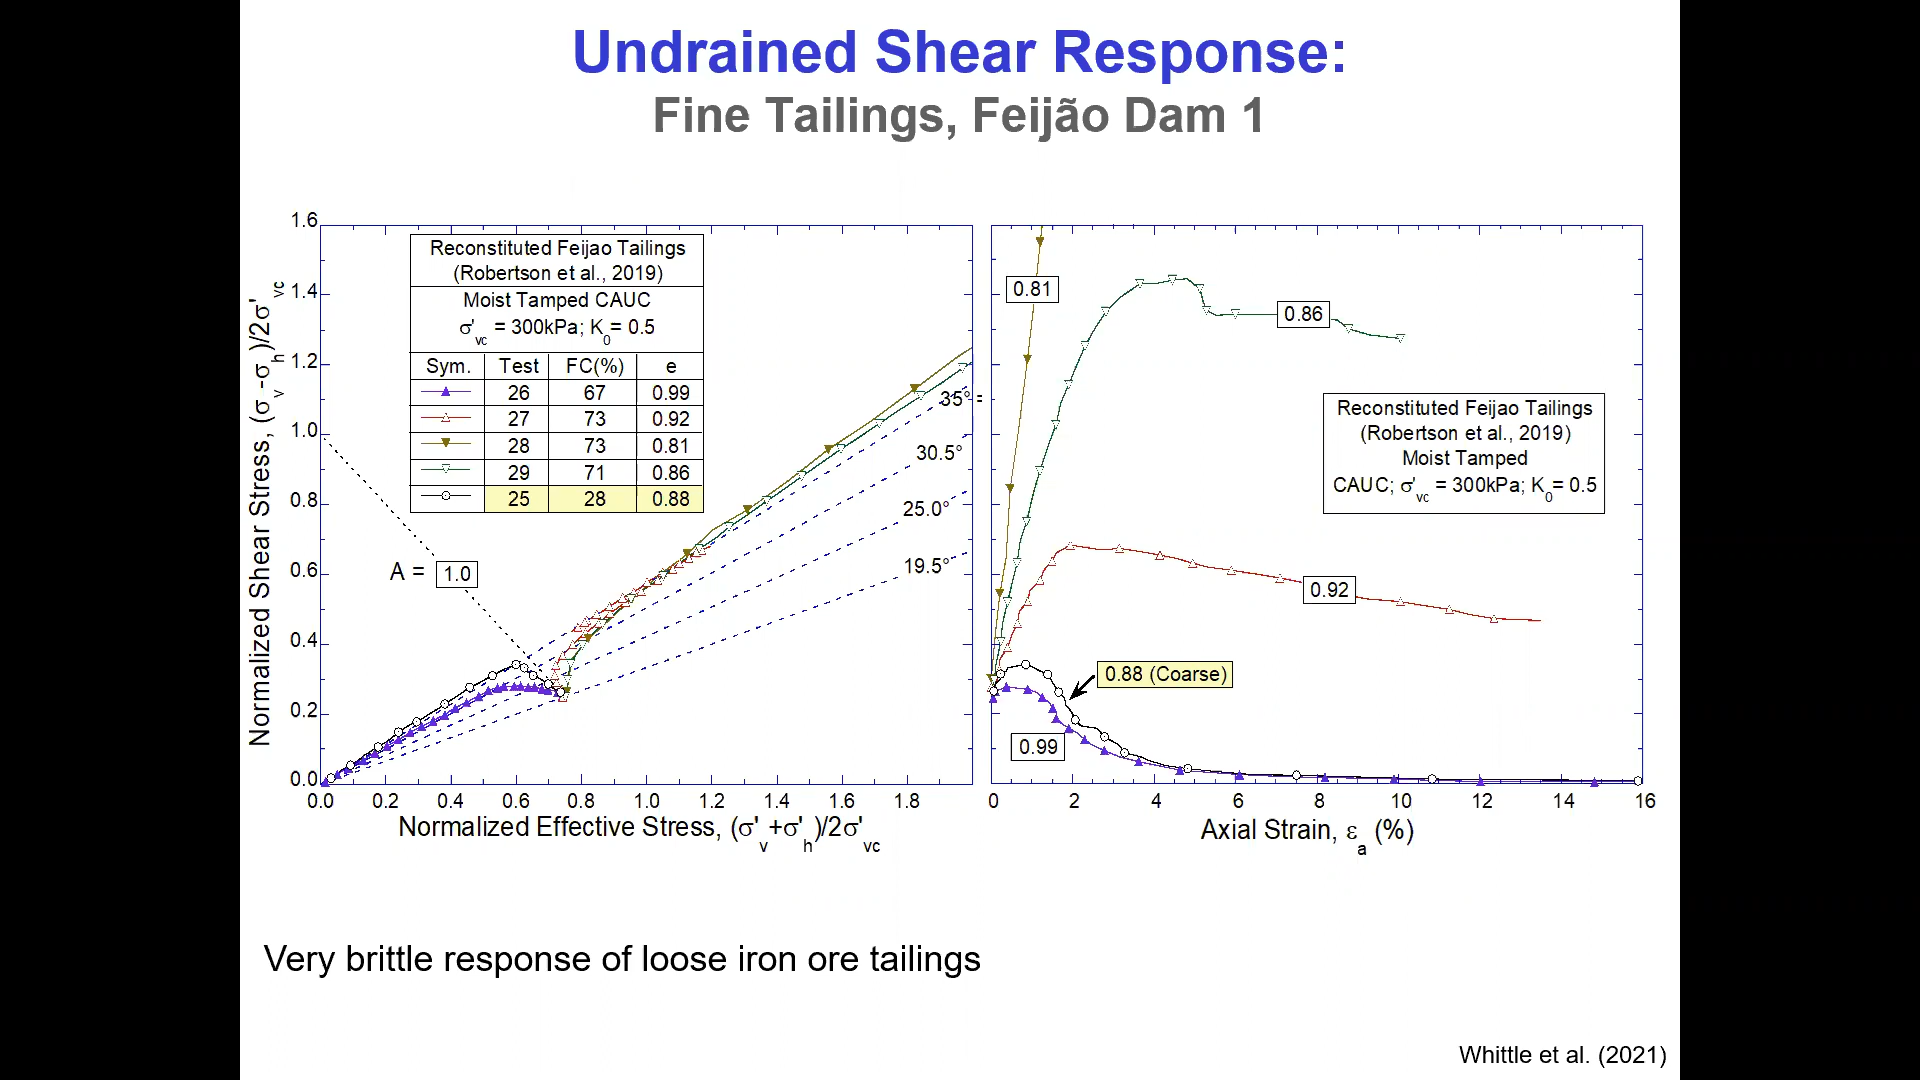 Undrained Shear Response:
Fine Tailings, Feijão Dam 1
Reconstituted Feijao Tailings
(Robertson et al., 2019)
Moist Tamped CAUC
σ'vc = 300kPa; K0= 0.5
Sym. Test FC(%) e
26 67 0.99
27 73 0.92
28 73 0.81
29 71 0.86
25 28 0.88
A = 1.0
35° =
30.5°
25.0°
19.5°
1.6
1.4
1.2
1.0
0.8
0.6
0.4
0.2
0.0
Normalized Shear Stress, (σv-σh)/2σ'vc
0.0 0.2 0.4 0.6 0.8 1.0 1.2 1.4 1.6 1.8
Normalized Effective Stress, (σ'v+σ'h)/2σ'vc
0.81
0.86
Reconstituted Feijao Tailings
(Robertson et al., 2019)
Moist Tamped
CAUC; σ'vc = 300kPa; K0= 0.5
0.92
0.88 (Coarse)
0.99
0 2 4 6 8 10 12 14 16
Axial Strain, εa (%)
Very brittle response of loose iron ore tailings
Whittle et al. (2021)